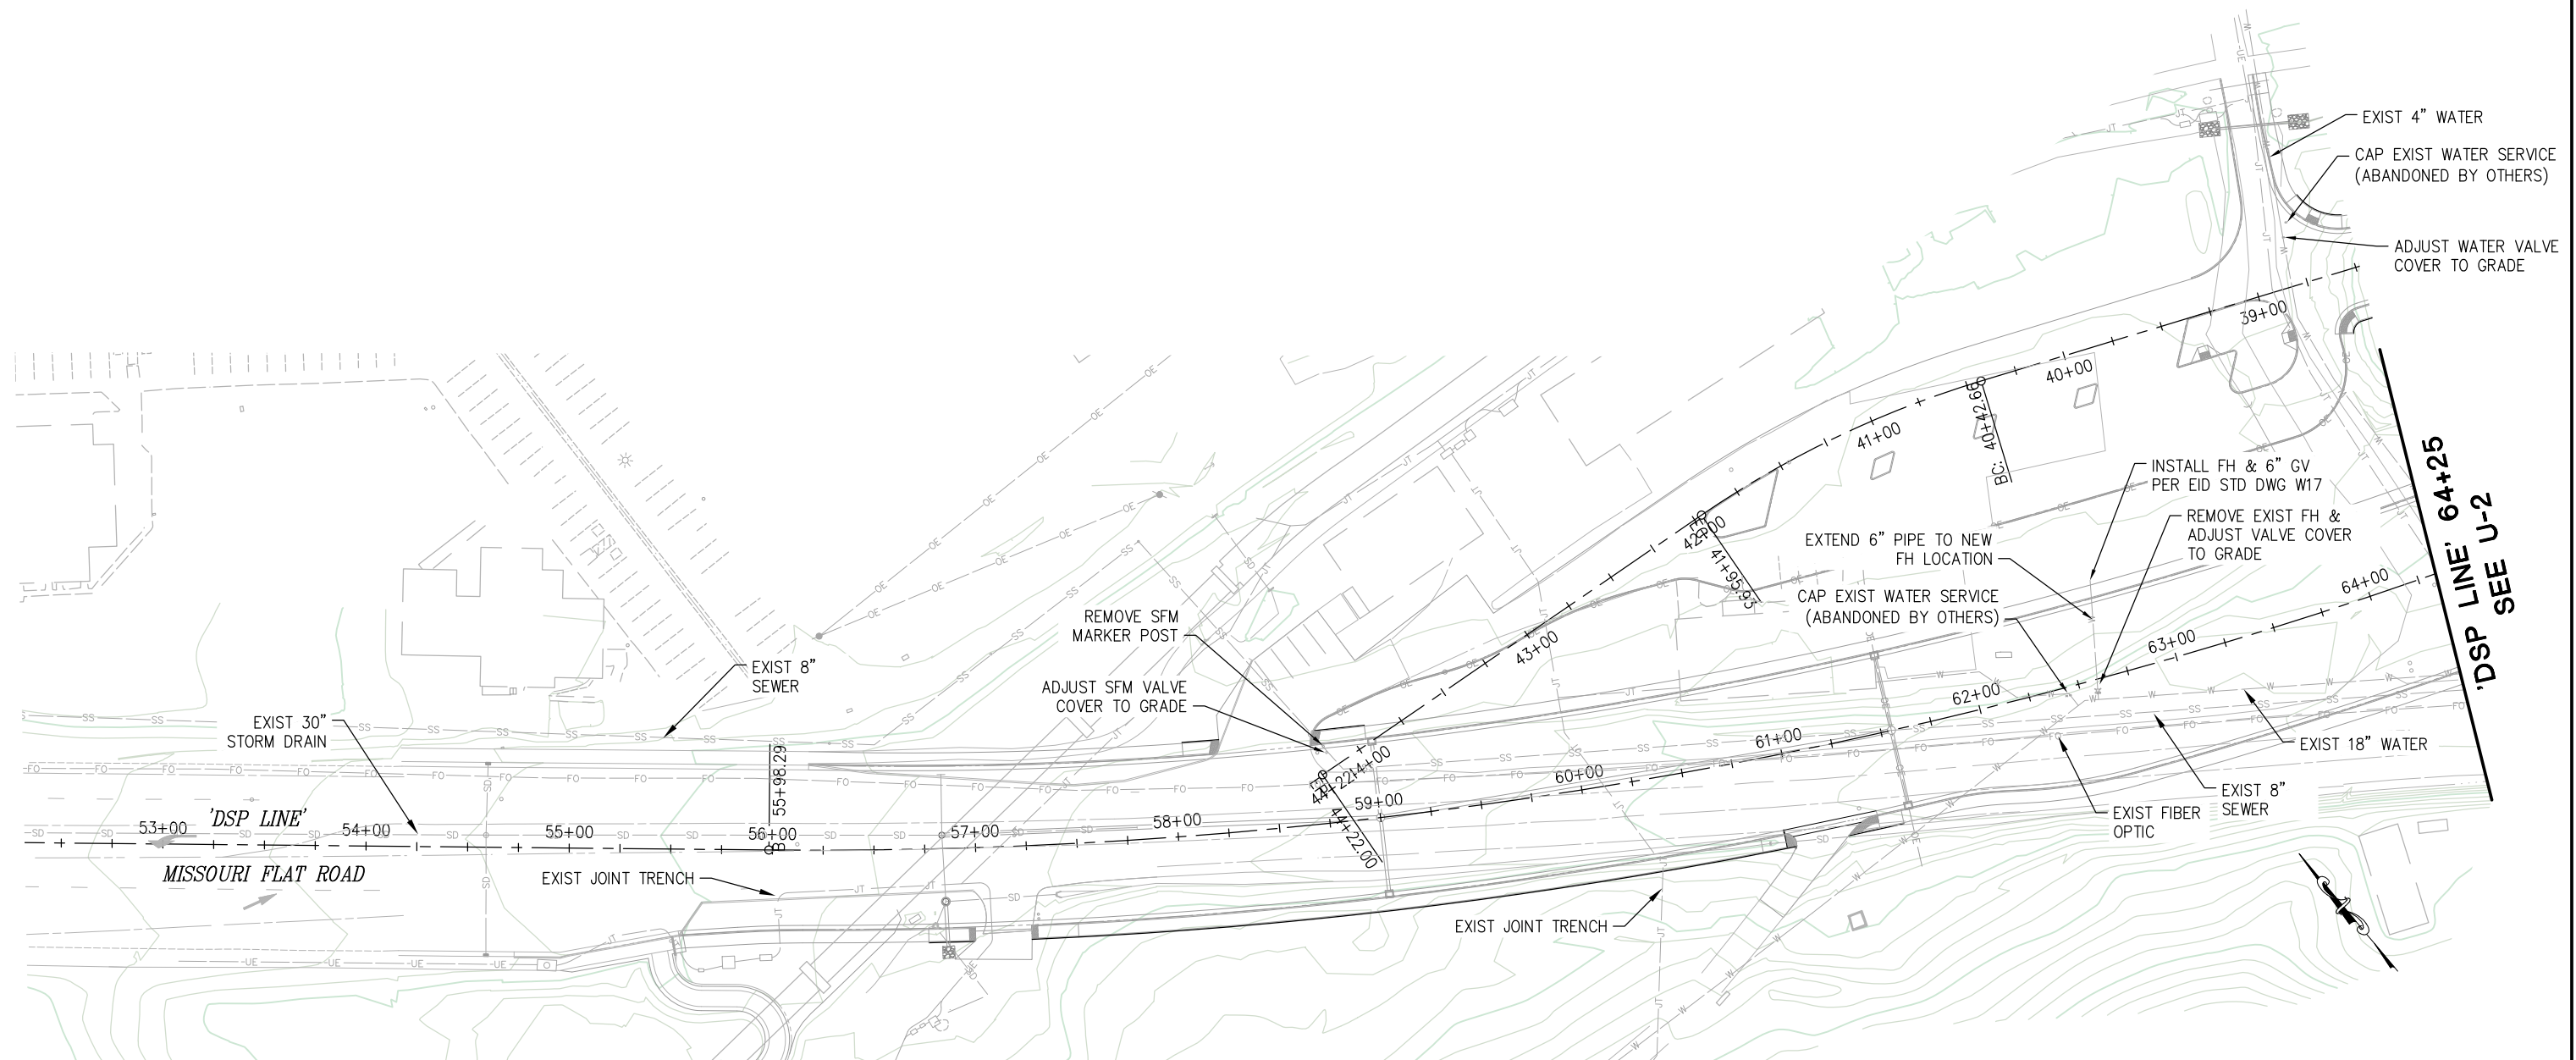 EXIST 4" WATER
CAP EXIST WATER SERVICE
(ABANDONED BY OTHERS)
ADJUST WATER VALVE
COVER TO GRADE
39+00
40+00
BC: 40+42.66
41+00
42+00
41+95.93
43+00
INSTALL FH & 6" GV
PER EID STD DWG W17
REMOVE EXIST FH &
ADJUST VALVE COVER
TO GRADE
EXTEND 6" PIPE TO NEW
FH LOCATION
CAP EXIST WATER SERVICE
(ABANDONED BY OTHERS)
'DSP LINE' 64+25
SEE U-2
REMOVE SFM
MARKER POST
ADJUST SFM VALVE
COVER TO GRADE
EXIST 8"
SEWER
EXIST 30"
STORM DRAIN
'DSP LINE'
MISSOURI FLAT ROAD
53+00
54+00
55+00
56+00
55+98.29
57+00
58+00
59+00
44+22.00
60+00
61+00
62+00
63+00
64+00
EXIST 18" WATER
EXIST 8"
SEWER
EXIST FIBER
OPTIC
EXIST JOINT TRENCH
EXIST JOINT TRENCH